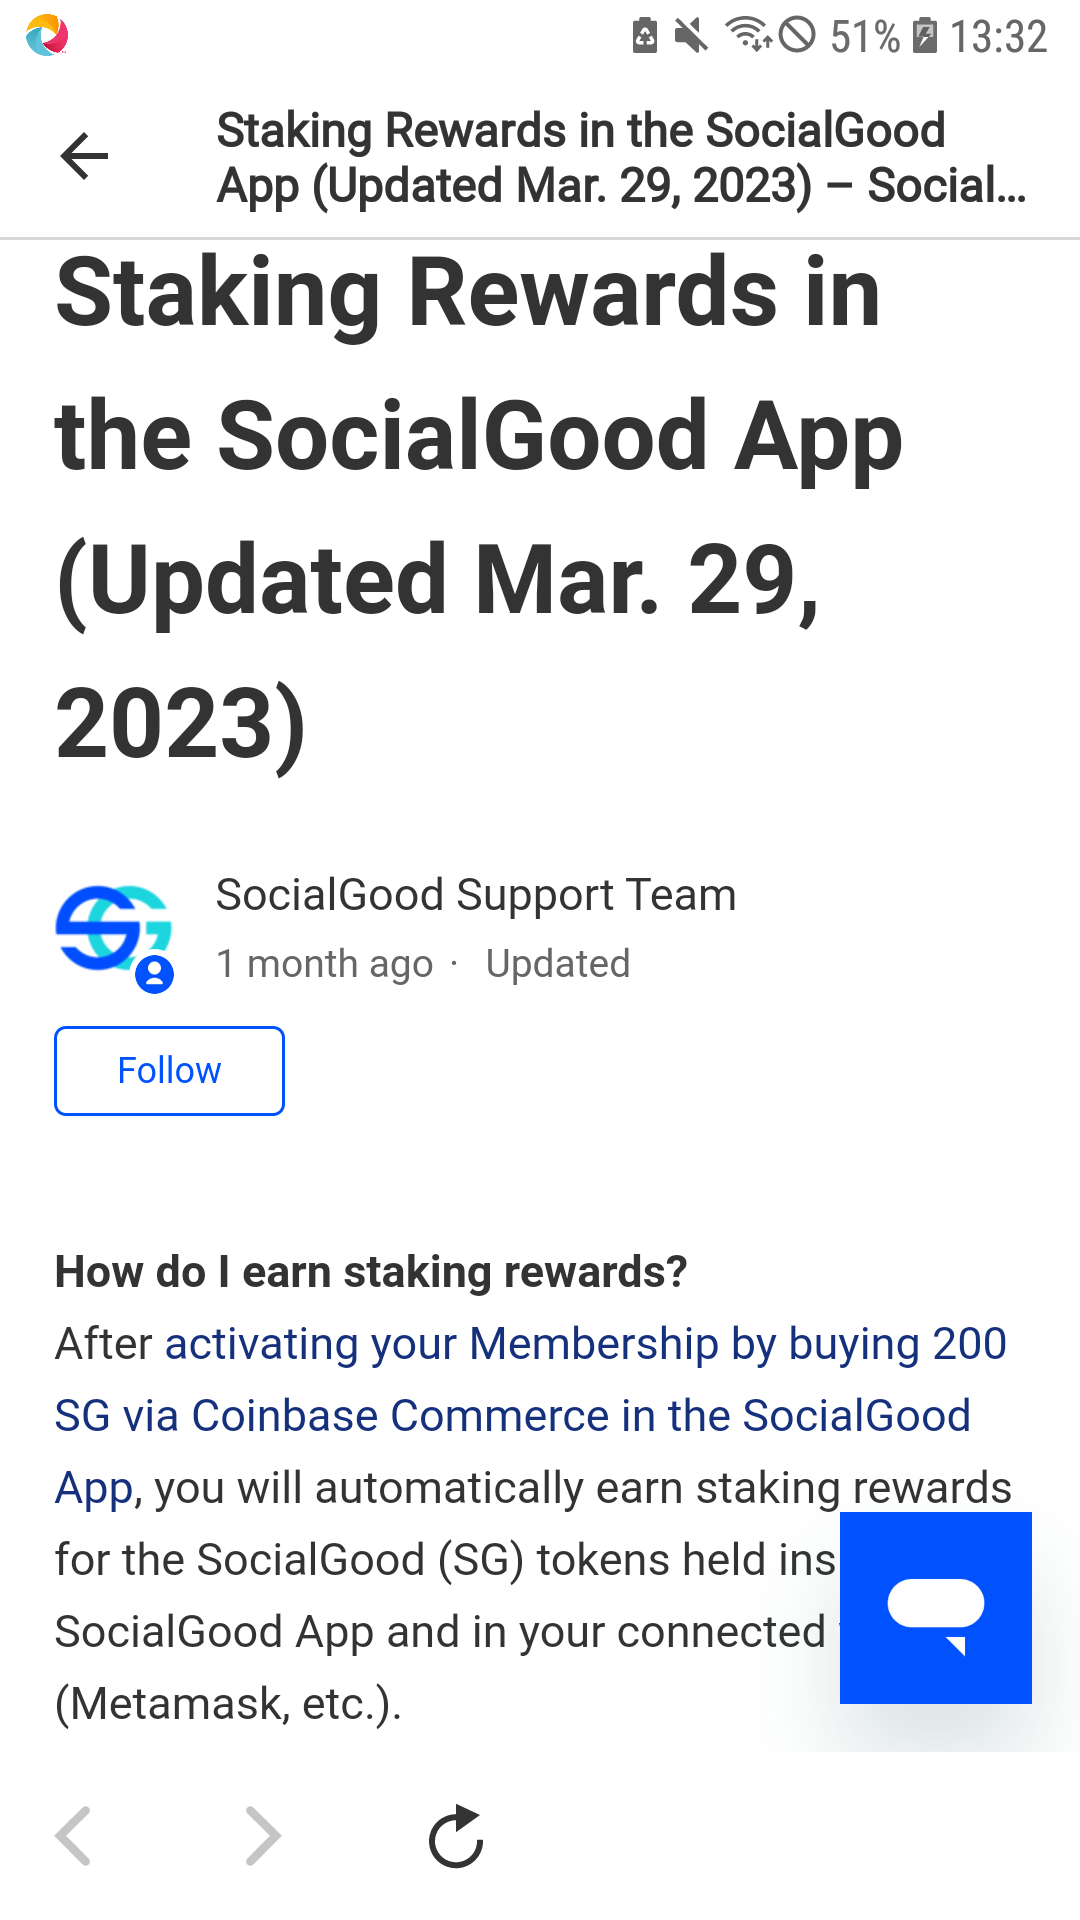 51% 13:32
Staking Rewards in the SocialGood
App (Updated Mar. 29, 2023) – Social...
Staking Rewards in
the SocialGood App
(Updated Mar. 29,
2023)
SocialGood Support Team
1 month ago · Updated
Follow
How do I earn staking rewards?
After activating your Membership by buying 200
SG via Coinbase Commerce in the SocialGood
App, you will automatically earn staking rewards
for the SocialGood (SG) tokens held ins
SocialGood App and in your connected
(Metamask, etc.).